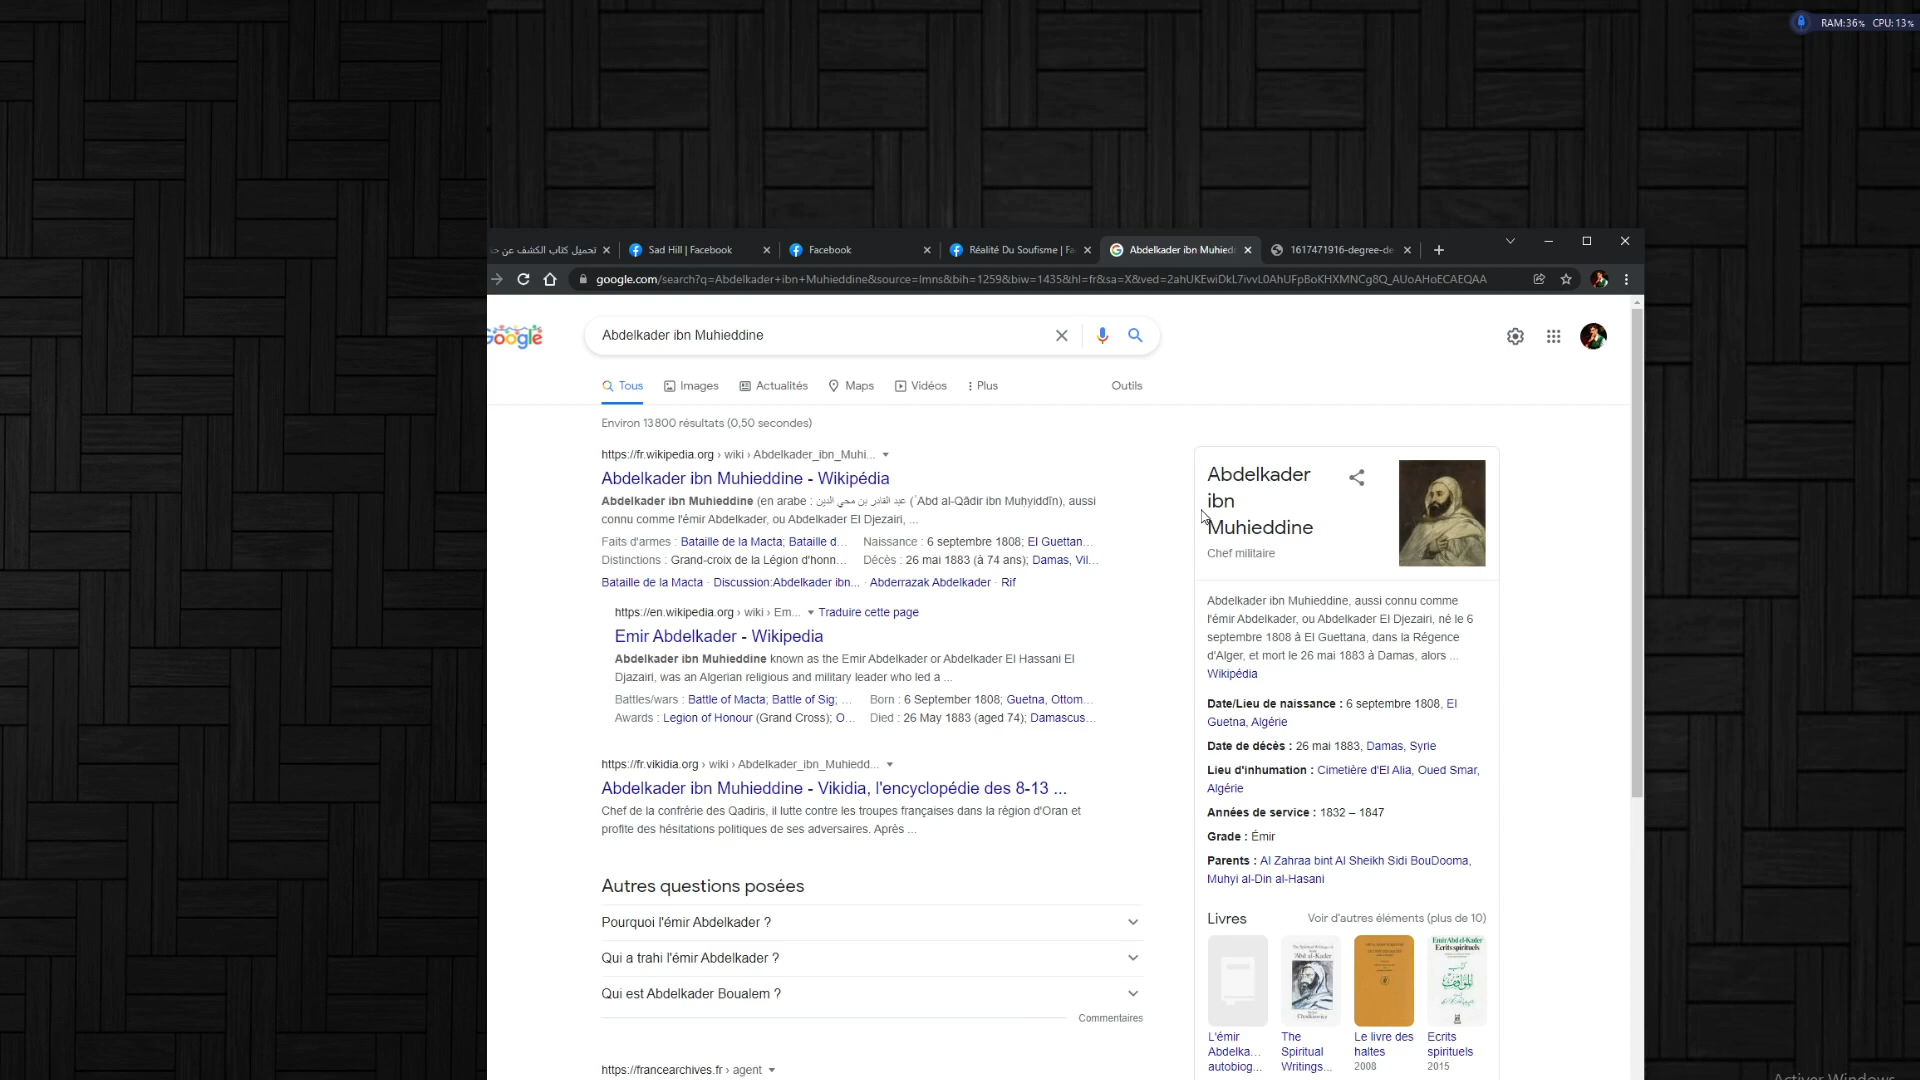 RAM:36% CPU:13%
تحميل كتاب الكشف عن حـ
Sad Hill | Facebook
Facebook
Réalité Du Soufisme | Fa
Abdelkader ibn Muhiedd
1617471916-degree-de
google.com/search?q=Abdelkader+ibn+Muhieddine&source=lmns&bih=1259&biw=1435&hl=fr&sa=X&ved=2ahUKEwiDkL7ivvL0AhUFpBoKHXMNCg8Q_AUoAHoECAEQAA
Google
Abdelkader ibn Muhieddine
Tous
Images
Actualités
Maps
Vidéos
Plus
Outils
Environ 13 800 résultats (0,50 secondes)
https://fr.wikipedia.org › wiki › Abdelkader_ibn_Muhi...
Abdelkader ibn Muhieddine - Wikipédia
Abdelkader ibn Muhieddine (en arabe : عبد القادر بن محي الدين (ʿAbd al-Qādir ibn Muḥyiddīn), aussi
connu comme l'émir Abdelkader, ou Abdelkader El Djezairi, ...
Faits d'armes : Bataille de la Macta; Bataille d... Naissance : 6 septembre 1808; El Guettan...
Distinctions : Grand-croix de la Légion d'honn... Décès : 26 mai 1883 (à 74 ans); Damas, Vil...
Bataille de la Macta · Discussion:Abdelkader ibn... · Abderrazak Abdelkader · Rif
https://en.wikipedia.org › wiki › Em... Traduire cette page
Emir Abdelkader - Wikipedia
Abdelkader ibn Muhieddine known as the Emir Abdelkader or Abdelkader El Hassani El
Djazairi, was an Algerian religious and military leader who led a ...
Battles/wars : Battle of Macta; Battle of Sig; ... Born : 6 September 1808; Guetna, Ottom...
Awards : Legion of Honour (Grand Cross); O... Died : 26 May 1883 (aged 74); Damascus...
https://fr.vikidia.org › wiki › Abdelkader_ibn_Muhiedd...
Abdelkader ibn Muhieddine - Vikidia, l'encyclopédie des 8-13 ...
Chef de la confrérie des Qadiris, il lutte contre les troupes françaises dans la région d'Oran et
profite des hésitations politiques de ses adversaires. Après ...
Autres questions posées
Pourquoi l'émir Abdelkader ?
Qui a trahi l'émir Abdelkader ?
Qui est Abdelkader Boualem ?
Commentaires
https://francearchives.fr › agent
Abdelkader
ibn
Muhieddine
Chef militaire
Abdelkader ibn Muhieddine, aussi connu comme
l'émir Abdelkader, ou Abdelkader El Djezairi, né le 6
septembre 1808 à El Guettana, dans la Régence
d'Alger, et mort le 26 mai 1883 à Damas, alors ...
Wikipédia
Date/Lieu de naissance : 6 septembre 1808, El
Guetna, Algérie
Date de décès : 26 mai 1883, Damas, Syrie
Lieu d'inhumation : Cimetière d'El Alia, Oued Smar,
Algérie
Années de service : 1832 – 1847
Grade : Émir
Parents : Al Zahraa bint Al Sheikh Sidi BouDooma,
Muhyi al-Din al-Hasani
Livres
Voir d'autres éléments (plus de 10)
'Abd el-Kader
Chodkiewicz
Emir Abd el-Kader
Ecrits spirituels
L'émir
Abdelka...
autobiog...
The
Spiritual
Writings...
Le livre des
haltes
2008
Ecrits
spirituels
2015
Activer Windows